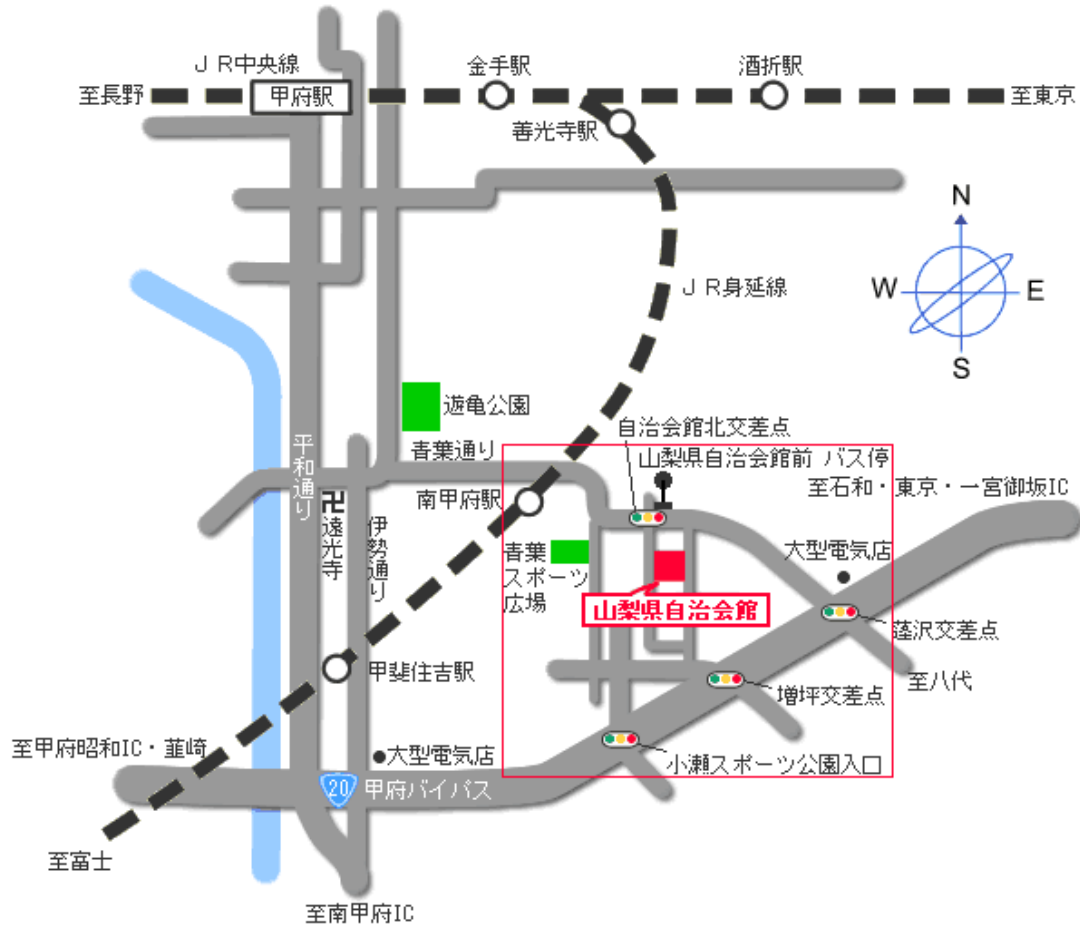 ＪＲ中央線
金手駅
酒折駅
至長野
甲府駅
至東京
善光寺駅
N
ＪＲ身延線
W
E
S
遊亀公園
自治会館北交差点
平和通り
青葉通り
山梨県自治会館前 バス停
至石和・東京・一宮御坂IC
南甲府駅
卍
遠光寺
伊勢通り
青葉
スポーツ
広場
大型電気店
山梨県自治会館
蓬沢交差点
甲斐住吉駅
至八代
増坪交差点
至甲府昭和IC・韮崎
大型電気店
小瀬スポーツ公園入口
20
甲府バイパス
至富士
至南甲府IC